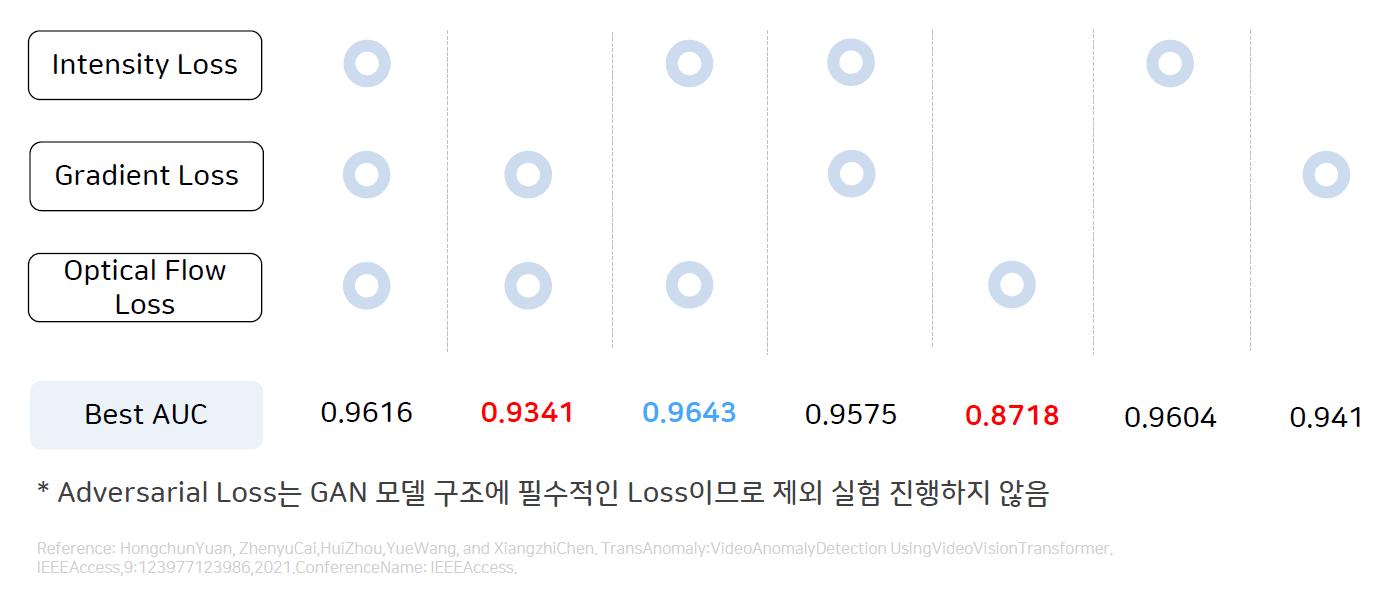 Intensity Loss
Gradient Loss
Optical Flow
Loss
Best AUC 0.9616 0.9341 0.9643 0.9575 0.8718 0.9604 0.941
* Adversarial Loss는 GAN 모델 구조에 필수적인 Loss이므로 제외 실험 진행하지 않음
Reference: HongchunYuan, ZhenyuCai,HuiZhou,YueWang, and XiangzhiChen. TransAnomaly:VideoAnomalyDetection UsingVideoVisionTransformer.
IEEEAccess,9:123977123986,2021.ConferenceName: IEEEAccess.